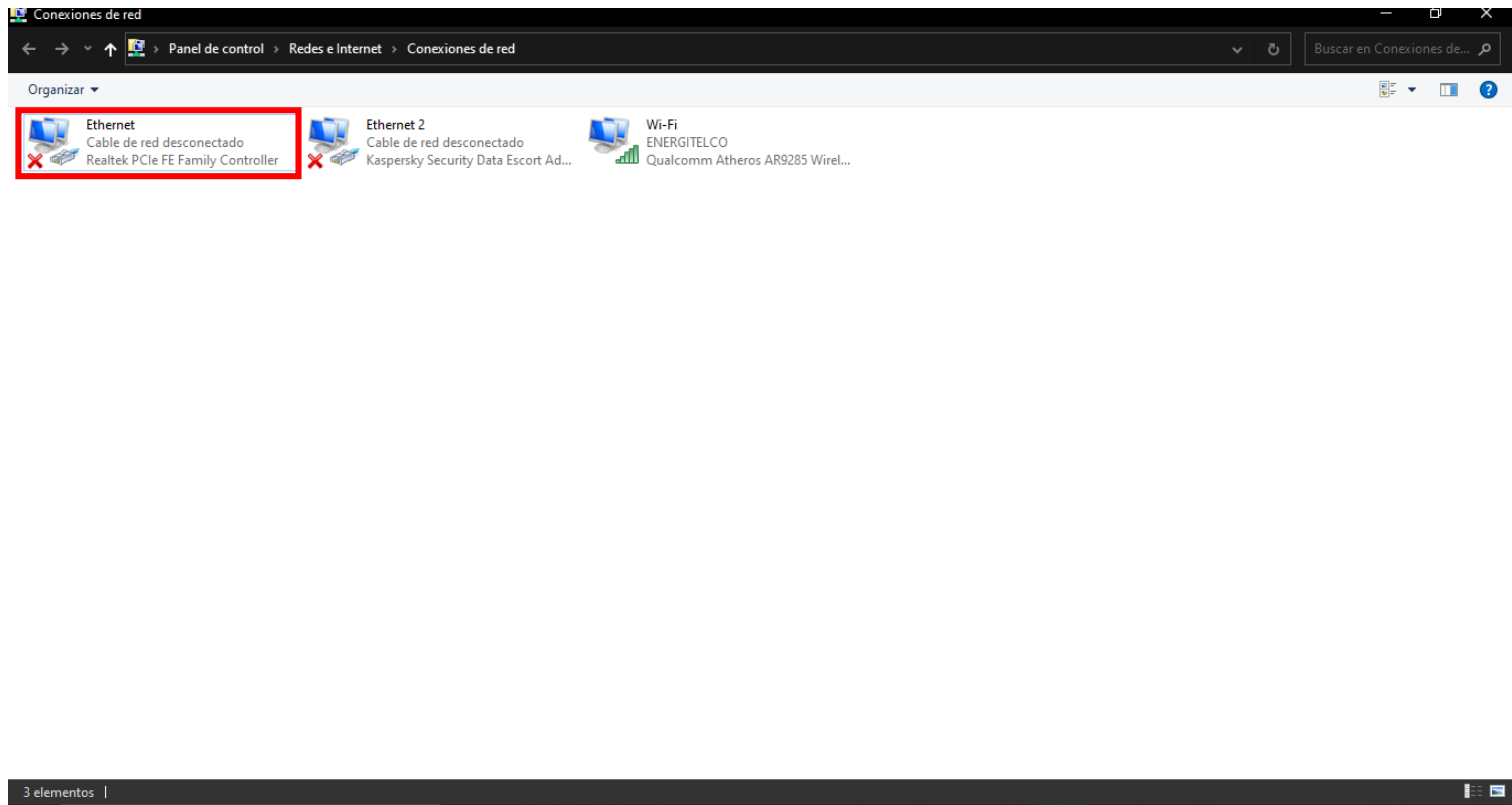 Conexiones de red
Panel de control > Redes e Internet > Conexiones de red
Buscar en Conexiones de...
Organizar
Ethernet
Cable de red desconectado
Realtek PCIe FE Family Controller
Ethernet 2
Cable de red desconectado
Kaspersky Security Data Escort Ad...
Wi-Fi
ENERGITELCO
Qualcomm Atheros AR9285 Wirel...
3 elementos